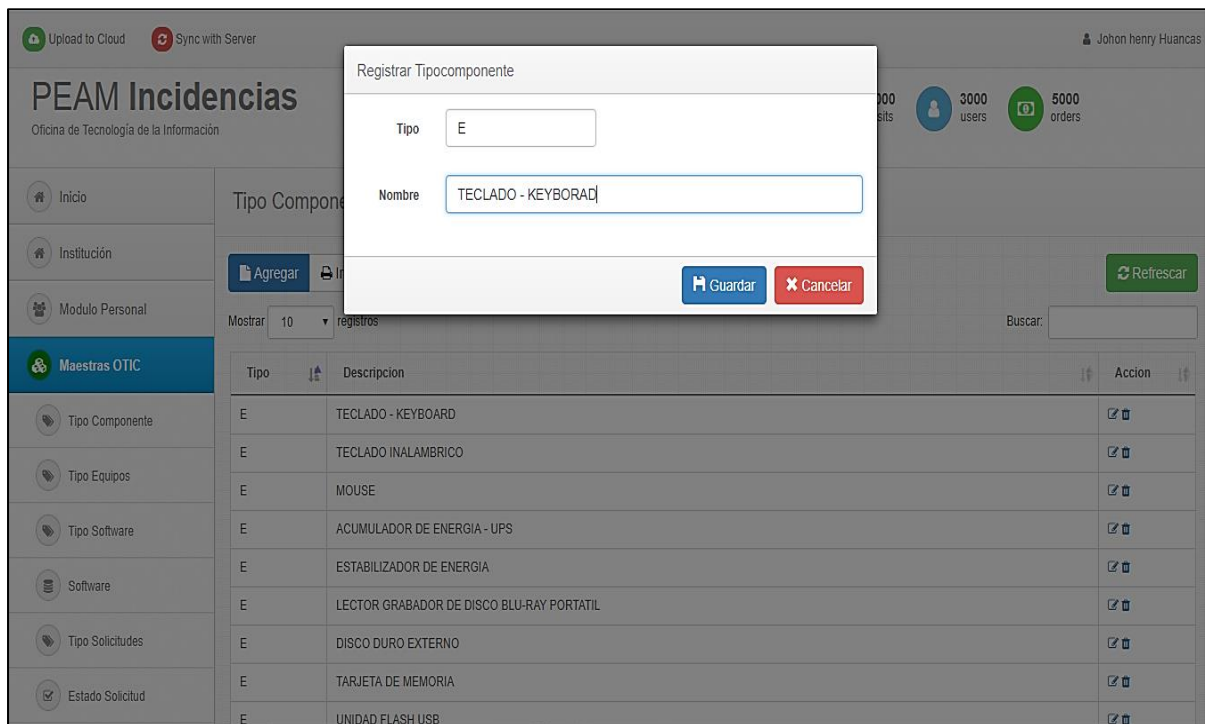 Upload to Cloud Sync with Server Johon henry Huancas
Registrar Tipocomponente
PEAM Incidencias
Oficina de Tecnología de la Información
3000 users
5000 orders
Tipo E
Nombre TECLADO - KEYBORAD
Guardar Cancelar
Inicio
Institución
Modulo Personal
Maestras OTIC
Tipo Componente
Tipo Equipos
Tipo Software
Software
Tipo Solicitudes
Estado Solicitud
Agregar Refrescar
Mostrar 10 registros Buscar:
Tipo Descripcion Accion
E TECLADO - KEYBOARD
E TECLADO INALAMBRICO
E MOUSE
E ACUMULADOR DE ENERGIA - UPS
E ESTABILIZADOR DE ENERGIA
E LECTOR GRABADOR DE DISCO BLU-RAY PORTATIL
E DISCO DURO EXTERNO
E TARJETA DE MEMORIA
E UNIDAD FLASH USB